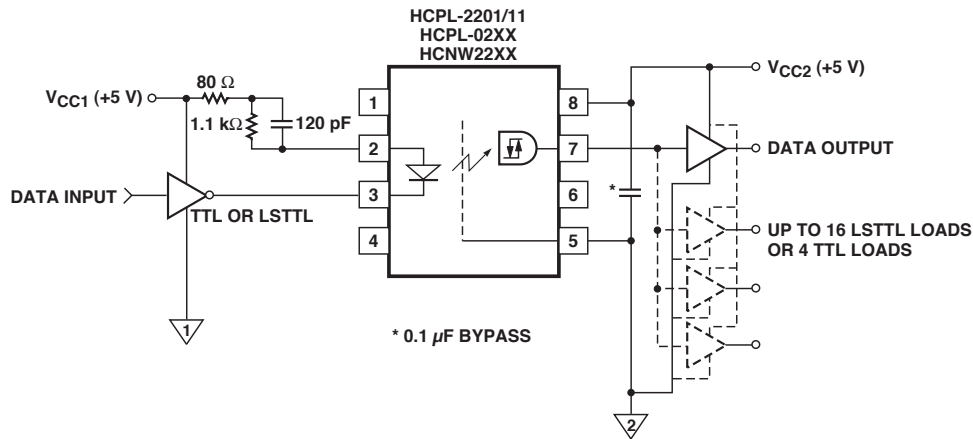 HCPL-2201/11
HCPL-02XX
HCNW22XX
VCC1 (+5 V)
80 Ω
1.1 kΩ
120 pF
1
2
3
4
8
7
6
5
VCC2 (+5 V)
DATA OUTPUT
DATA INPUT
TTL OR LSTTL
*
UP TO 16 LSTTL LOADS
OR 4 TTL LOADS
1
* 0.1 µF BYPASS
2